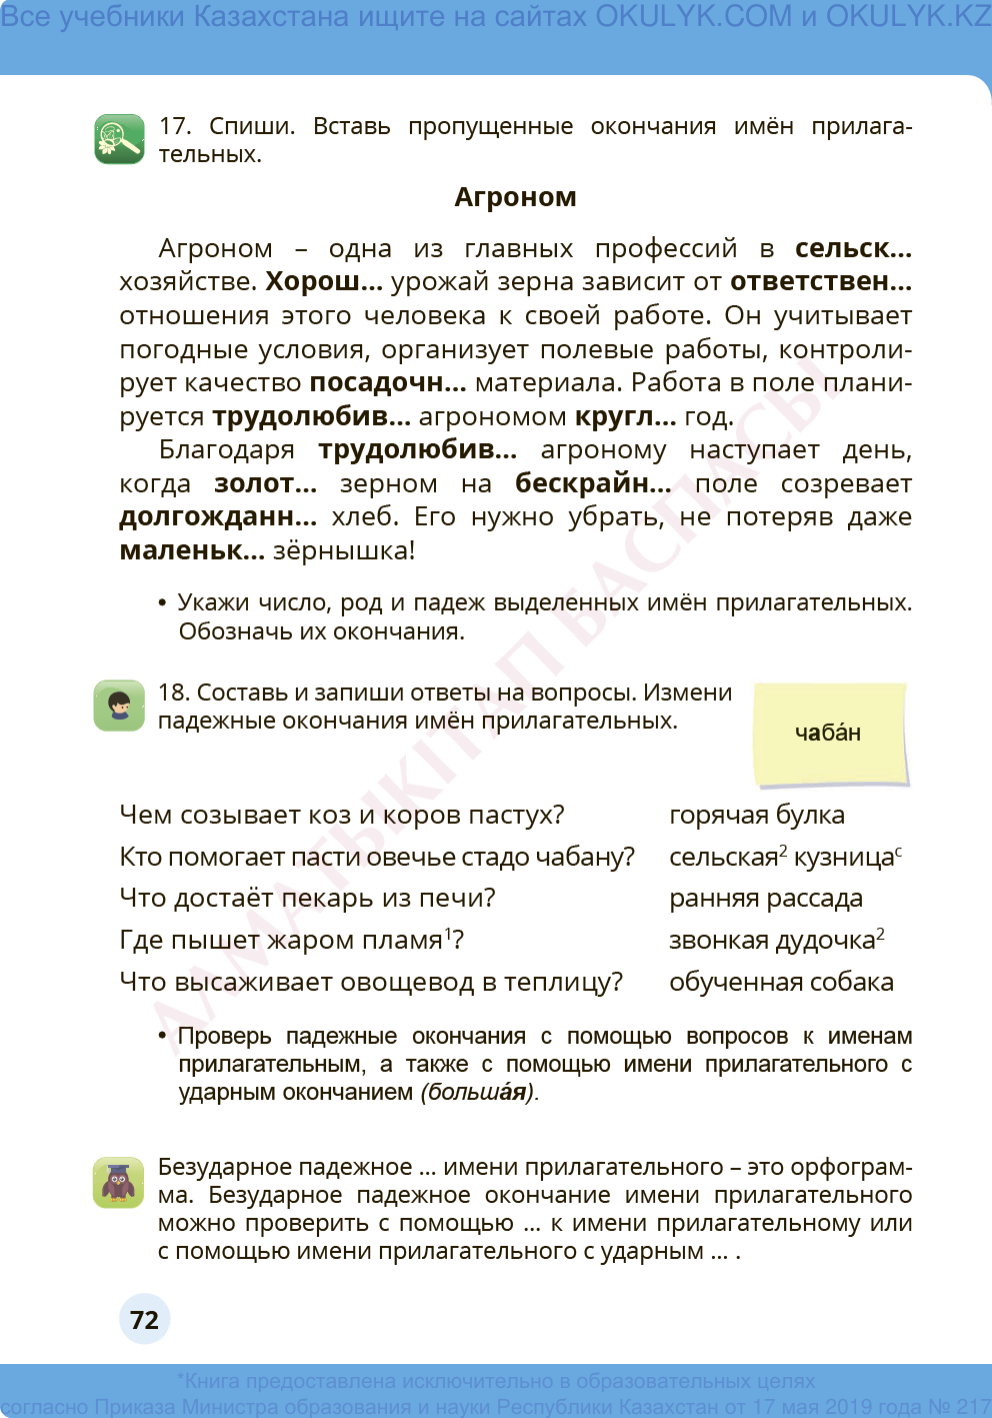 Все учебники Казахстана ищите на сайтах OKULYK.COM и OKULYK.KZ
17. Спиши. Вставь пропущенные окончания имён прилага-
тельных.
Агроном
Агроном – одна из главных профессий в сельск...
хозяйстве. Хорош... урожай зерна зависит от ответствен...
отношения этого человека к своей работе. Он учитывает
погодные условия, организует полевые работы, контроли-
рует качество посадочн... материала. Работа в поле плани-
руется трудолюбив... агрономом кругл... год.
Благодаря трудолюбив... агроному наступает день,
когда золот... зерном на бескрайн... поле созревает
долгожданн... хлеб. Его нужно убрать, не потеряв даже
маленьк... зёрнышка!
• Укажи число, род и падеж выделенных имён прилагательных.
Обозначь их окончания.
18. Составь и запиши ответы на вопросы. Измени
падежные окончания имён прилагательных.
чаба́н
Чем созывает коз и коров пастух? горячая булка
Кто помогает пасти овечье стадо чабану? сельская² кузницаᶜ
Что достаёт пекарь из печи? ранняя рассада
Где пышет жаром пламя¹? звонкая дудочка²
Что высаживает овощевод в теплицу? обученная собака
• Проверь падежные окончания с помощью вопросов к именам
прилагательным, а также с помощью имени прилагательного с
ударным окончанием (больша́я).
Безударное падежное ... имени прилагательного – это орфограм-
ма. Безударное падежное окончание имени прилагательного
можно проверить с помощью ... к имени прилагательному или
с помощью имени прилагательного с ударным ... .
72
*Книга предоставлена исключительно в образовательных целях
согласно Приказа Министра образования и науки Республики Казахстан от 17 мая 2019 года № 217
АЛМАТЫКІТАП БАСПАСЫ